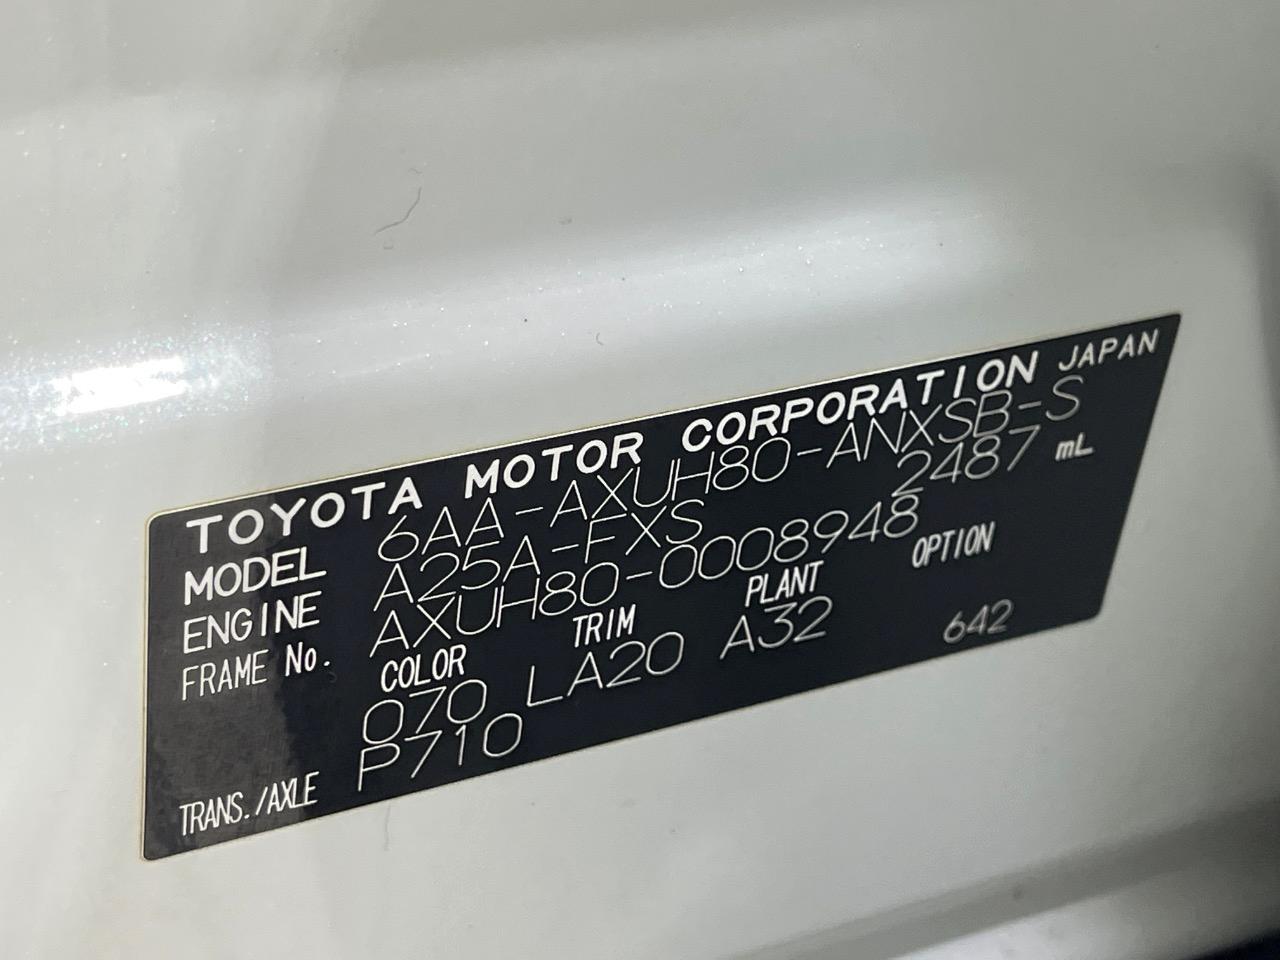 TOYOTA MOTOR CORPORATION JAPAN
MODEL 6AA-AXUH80-ANXSB-S
ENGINE A25A-FXS 2487 mL
FRAME No. AXUH80-0008948
COLOR TRIM PLANT OPTION
070 LA20 A32 642
TRANS./AXLE P710